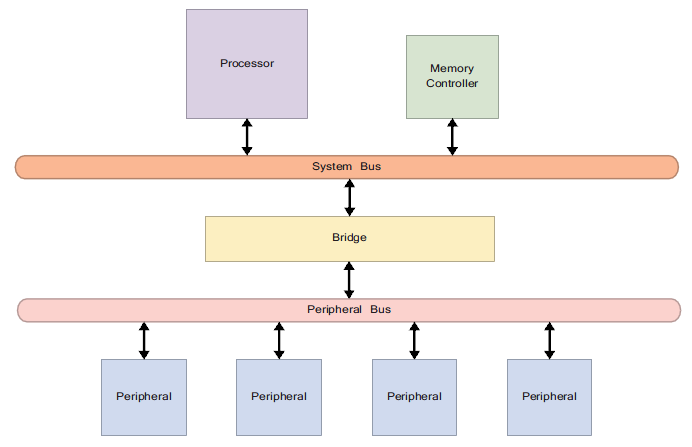 Processor
Memory
Controller
System Bus
Bridge
Peripheral Bus
Peripheral
Peripheral
Peripheral
Peripheral